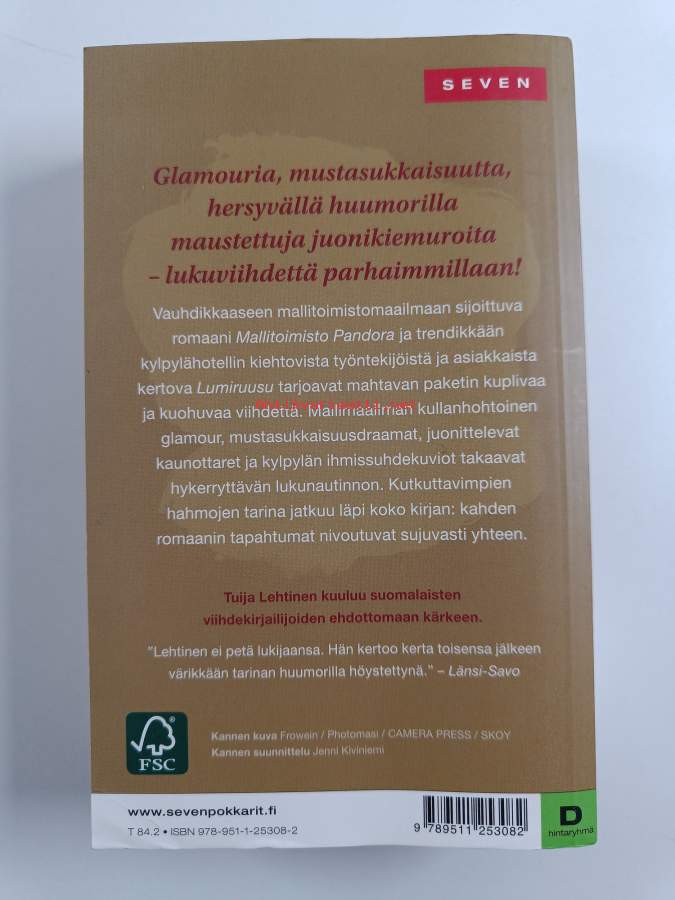 SEVEN
Glamouria, mustasukkaisuutta,
hersyvällä huumorilla
maustettuja juonikiemuroita
– lukuviihdettä parhaimmillaan!
Vauhdikkaaseen mallitoimistomaailmaan sijoittuva
romaani Mallitoimisto Pandora ja trendikkään
kylpylähotellin kiehtovista työntekijöistä ja asiakkaista
kertova Lumiruusu tarjoavat mahtavan paketin kuplivaa
ja kuohuvaa viihdettä. Mallimaailman kullanhohtoinen
glamour, mustasukkaisuusdraamat, juonittelevat
kaunottaret ja kylpylän ihmissuhdekuviot takaavat
hykerryttävän lukunautinnon. Kutkuttavimpien
hahmojen tarina jatkuu läpi koko kirjan: kahden
romaanin tapahtumat nivoutuvat sujuvasti yhteen.
Tuija Lehtinen kuuluu suomalaisten
viihdekirjailijoiden ehdottomaan kärkeen.
"Lehtinen ei petä lukijaansa. Hän kertoo kerta toisensa jälkeen
värikkään tarinan huumorilla höystettynä." – Länsi-Savo
FSC
Kannen kuva Frowein / Photomasi / CAMERA PRESS / SKOY
Kannen suunnittelu Jenni Kiviniemi
www.sevenpokkarit.fi
T 84.2 • ISBN 978-951-1-25308-2
9 789511 253082
D
hintaryhmä